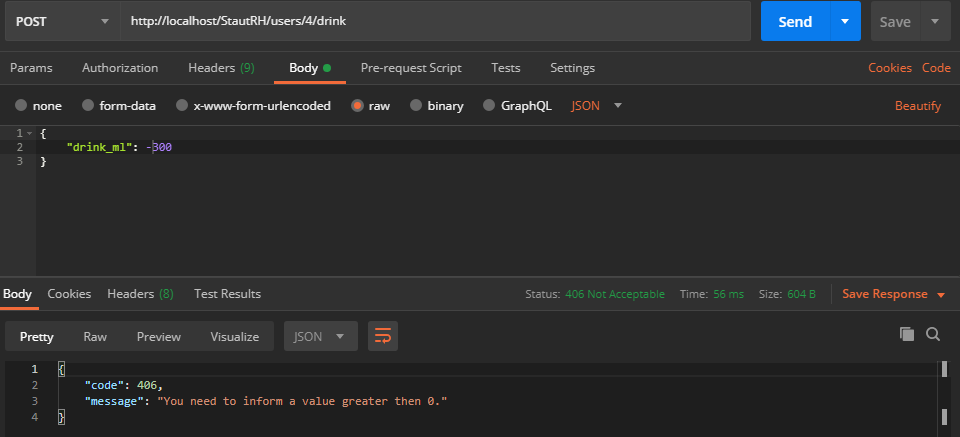 POST http://localhost/StautRH/users/4/drink Send Save
Params Authorization Headers (9) Body Pre-request Script Tests Settings Cookies Code
none form-data x-www-form-urlencoded raw binary GraphQL JSON Beautify
1 {
2 "drink_ml": -300
3 }
Body Cookies Headers (8) Test Results Status: 406 Not Acceptable Time: 56 ms Size: 604 B Save Response
Pretty Raw Preview Visualize JSON
1 {
2 "code": 406,
3 "message": "You need to inform a value greater then 0."
4 }